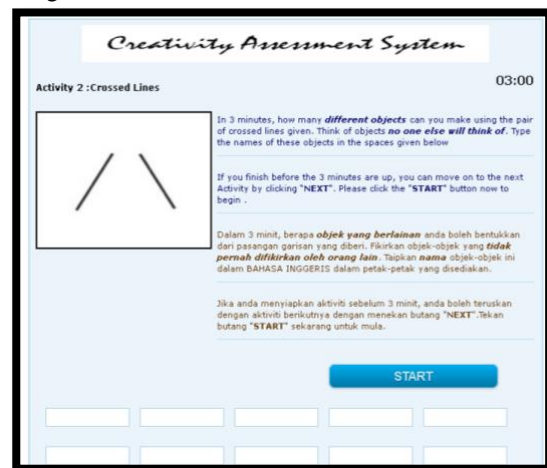 Creativity Assessment System
03:00
Activity 2 :Crossed Lines
In 3 minutes, how many different objects can you make using the pair
of crossed lines given. Think of objects no one else will think of. Type
the names of these objects in the spaces given below
If you finish before the 3 minutes are up, you can move on to the next
Activity by clicking "NEXT". Please click the "START" button now to
begin .
Dalam 3 minit, berapa objek yang berlainan anda boleh bentukkan
dari pasangan garisan yang diberi. Fikirkan objek-objek yang tidak
pernah difikirkan oleh orang lain. Taipkan nama objek-objek ini
dalam BAHASA INGGERIS dalam petak-petak yang disediakan.
Jika anda menyiapkan aktiviti sebelum 3 minit, anda boleh teruskan
dengan aktiviti berikutnya dengan menekan butang "NEXT".Tekan
butang "START" sekarang untuk mula.
START